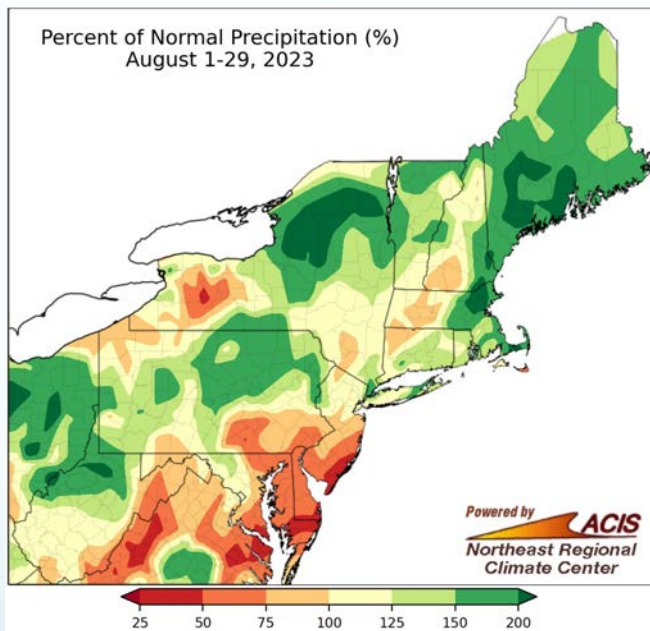 Percent of Normal Precipitation (%)
August 1-29, 2023
Powered by
ACIS
Northeast Regional
Climate Center
25 50 75 100 125 150 200